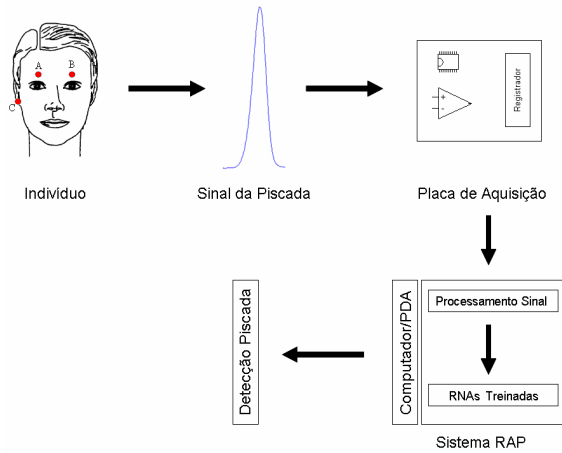 A
B
C
Indivíduo
Sinal da Piscada
+
-
Registrador
Placa de Aquisição
Detecção Piscada
Computador/PDA
Processamento Sinal
RNAs Treinadas
Sistema RAP